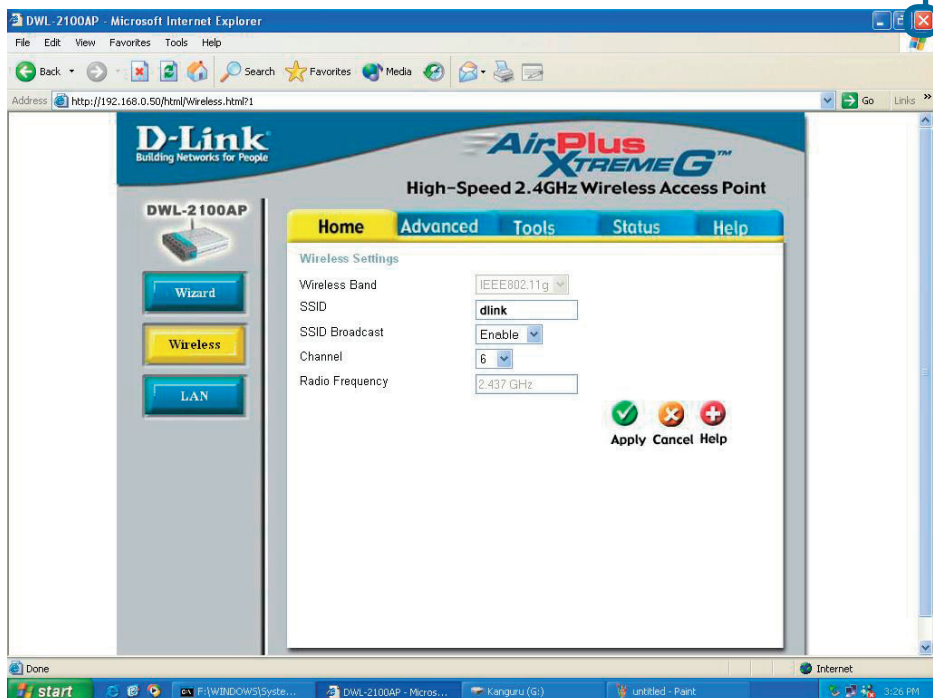 DWL-2100AP - Microsoft Internet Explorer
File Edit View Favorites Tools Help
Back Search Favorites Media
Address http://192.168.0.50/html/Wireless.html?1 Go Links »
D-Link
Building Networks for People
AirPlus
XTREME G™
High-Speed 2.4GHz Wireless Access Point
DWL-2100AP
Home Advanced Tools Status Help
Wireless Settings
Wizard
Wireless
LAN
Wireless Band IEEE802.11g
SSID dlink
SSID Broadcast Enable
Channel 6
Radio Frequency 2.437 GHz
Apply Cancel Help
Done Internet
start F:\WINDOWS\Syste... DWL-2100AP - Micros... Kanguru (G:) untitled - Paint 3:26 PM